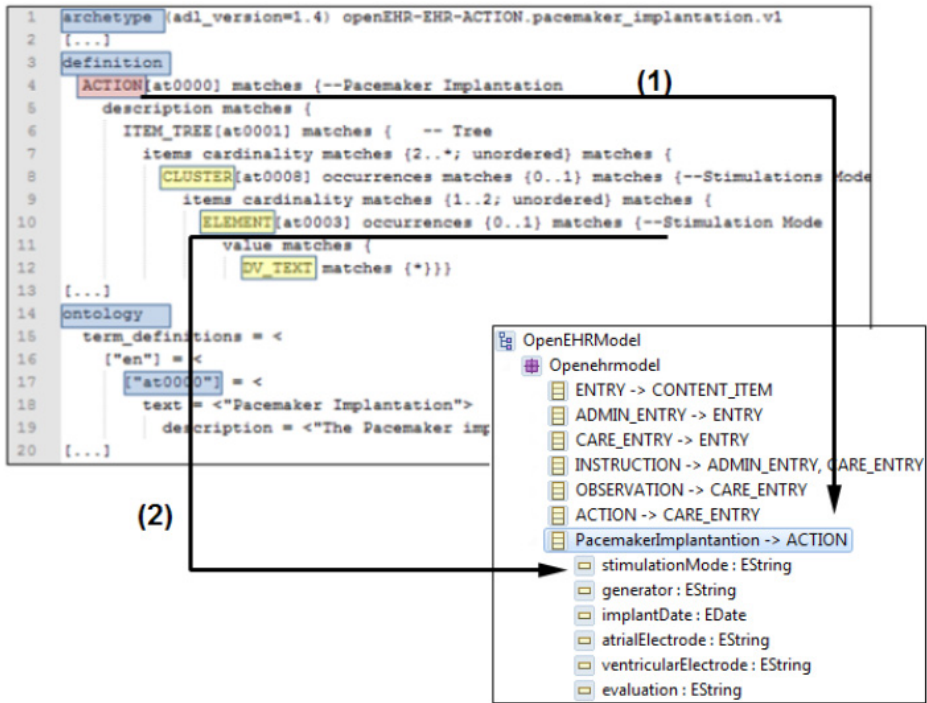 1 archetype (adl_version=1.4) openEHR-EHR-ACTION.pacemaker_implantation.v1
2 [...]
3 definition
4 ACTION[at0000] matches {--Pacemaker Implantation
(1)
5 description matches {
6 ITEM_TREE[at0001] matches { -- Tree
7 items cardinality matches {2..*; unordered} matches {
8 CLUSTER[at0008] occurrences matches {0..1} matches {--Stimulations Mode
9 items cardinality matches {1..2; unordered} matches {
10 ELEMENT[at0003] occurrences {0..1} matches {--Stimulation Mode
11 value matches {
12 DV_TEXT matches {*}}}
13 [...]
14 ontology
15 term_definitions = <
16 ["en"] = <
17 ["at0000"] = <
18 text = <"Pacemaker Implantation">
19 description = <"The Pacemaker imp
20 [...]
(2)
OpenEHRModel
Openehrmodel
ENTRY -> CONTENT_ITEM
ADMIN_ENTRY -> ENTRY
CARE_ENTRY -> ENTRY
INSTRUCTION -> ADMIN_ENTRY, CARE_ENTRY
OBSERVATION -> CARE_ENTRY
ACTION -> CARE_ENTRY
PacemakerImplantantion -> ACTION
stimulationMode : EString
generator : EString
implantDate : EDate
atrialElectrode : EString
ventricularElectrode : EString
evaluation : EString